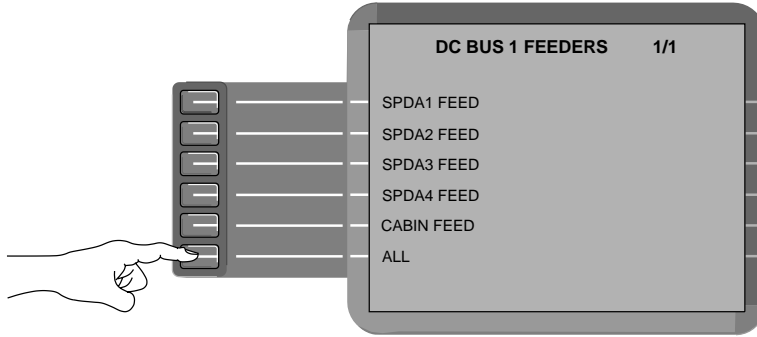 DC BUS 1 FEEDERS 1/1
SPDA1 FEED
SPDA2 FEED
SPDA3 FEED
SPDA4 FEED
CABIN FEED
ALL